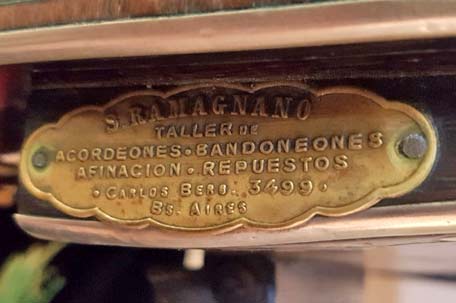 S. RAMAGNANO
TALLER DE
ACORDEONES · BANDONEONES
AFINACION · REPUESTOS
· CARLOS BERG. 3499 ·
BS. AIRES